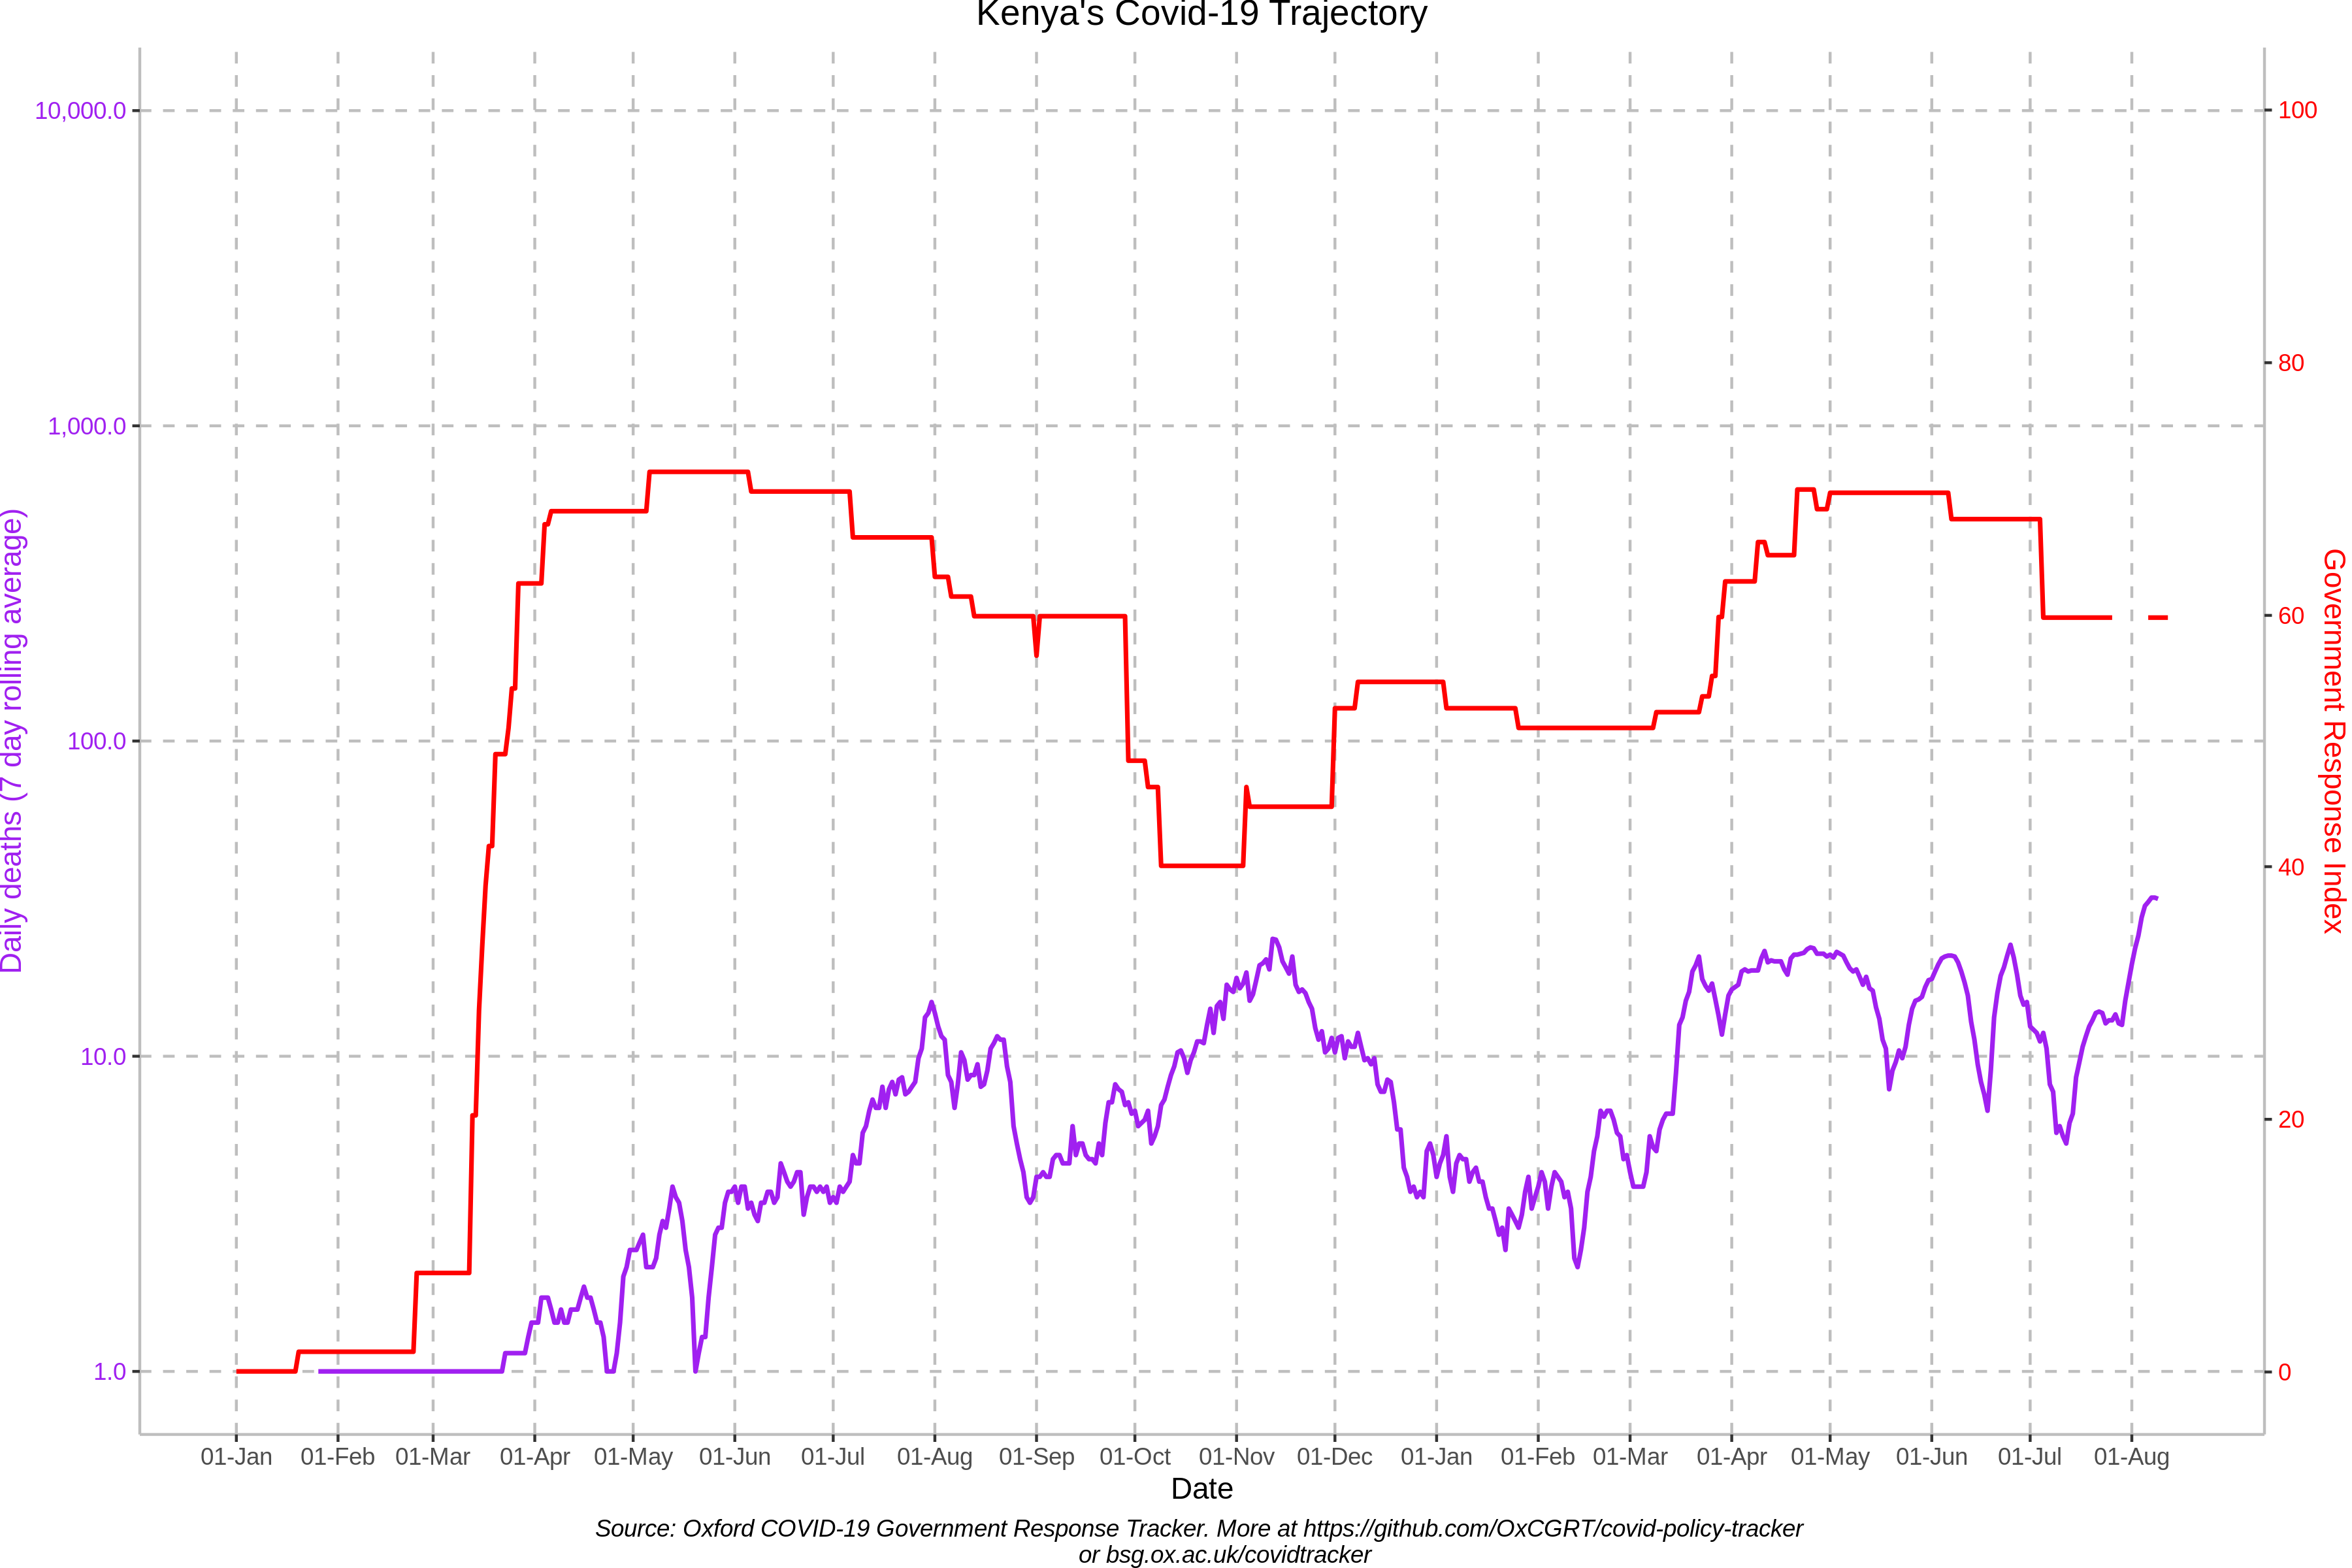 Kenya's Covid-19 Trajectory
10,000.0
1,000.0
100.0
10.0
1.0
Daily deaths (7 day rolling average)
100
80
60
40
20
0
Government Response Index
01-Jan 01-Feb 01-Mar 01-Apr 01-May 01-Jun 01-Jul 01-Aug 01-Sep 01-Oct 01-Nov 01-Dec 01-Jan 01-Feb 01-Mar 01-Apr 01-May 01-Jun 01-Jul 01-Aug
Date
Source: Oxford COVID-19 Government Response Tracker. More at https://github.com/OxCGRT/covid-policy-tracker
or bsg.ox.ac.uk/covidtracker